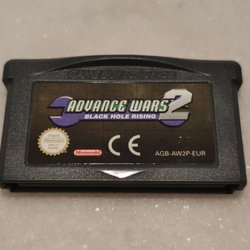 GAME BOY ADVANCE
ADVANCE WARS 2
BLACK HOLE RISING
Nintendo
CE
AGB-AW2P-EUR